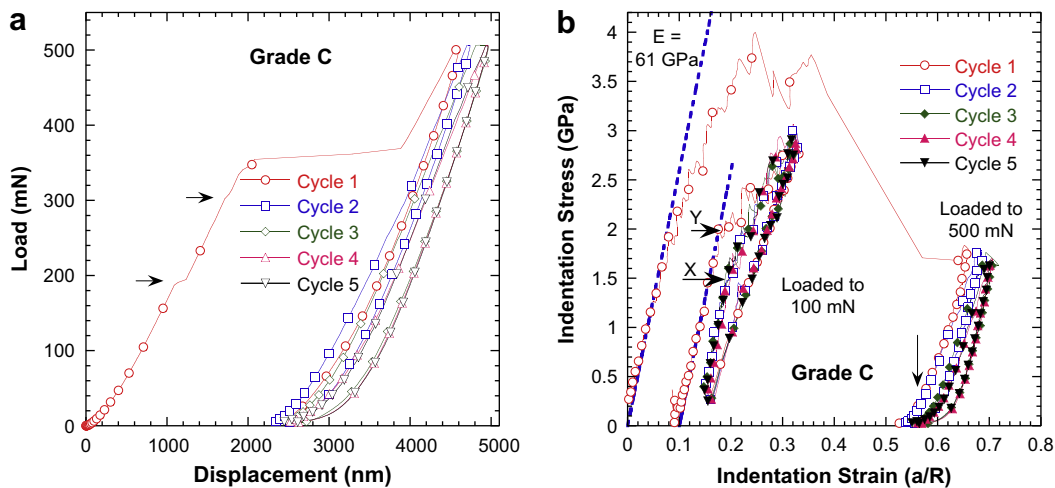 a
Grade C
500
400
300
200
100
0
Load (mN)
Cycle 1
Cycle 2
Cycle 3
Cycle 4
Cycle 5
0 1000 2000 3000 4000 5000
Displacement (nm)
b
4
3.5
3
2.5
2
1.5
1
0.5
0
Indentation Stress (GPa)
E =
61 GPa
Cycle 1
Cycle 2
Cycle 3
Cycle 4
Cycle 5
Y
X
Loaded to
100 mN
Loaded to
500 mN
Grade C
0 0.1 0.2 0.3 0.4 0.5 0.6 0.7 0.8
Indentation Strain (a/R)